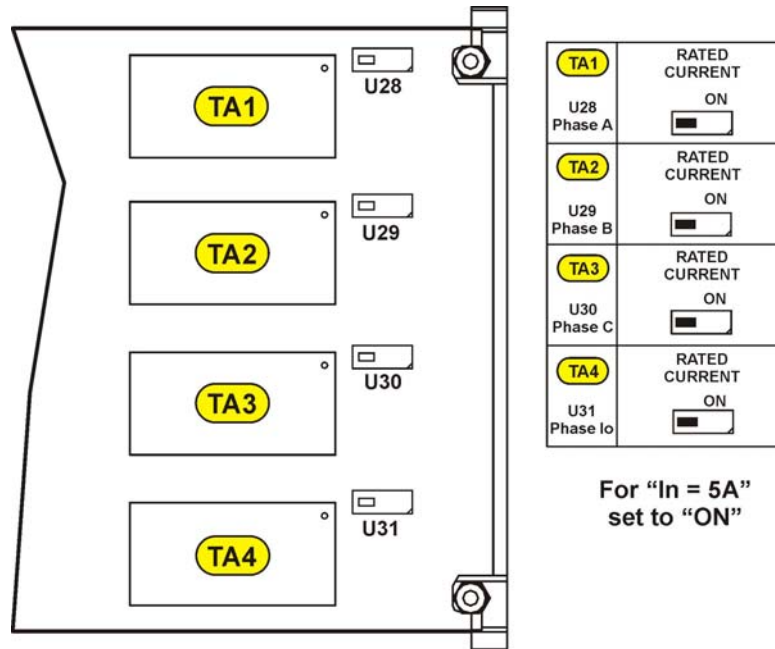 TA1
U28
TA2
U29
TA3
U30
TA4
U31
TA1
U28
Phase A
RATED
CURRENT
ON
TA2
U29
Phase B
RATED
CURRENT
ON
TA3
U30
Phase C
RATED
CURRENT
ON
TA4
U31
Phase Io
RATED
CURRENT
ON
For “In = 5A”
set to “ON”